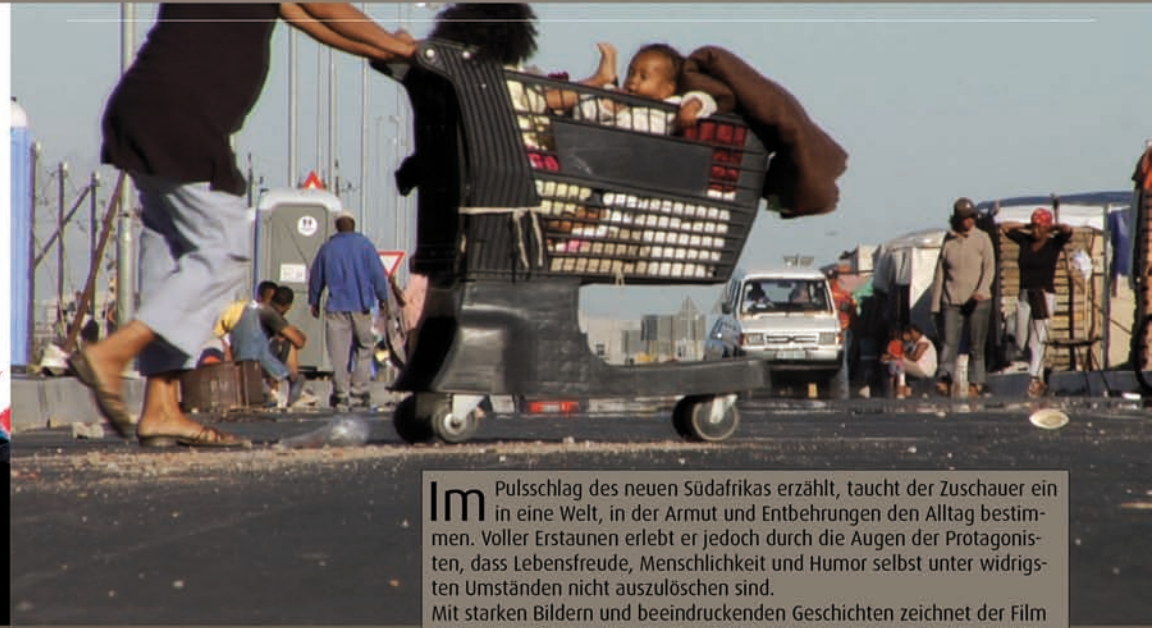 Im Pulsschlag des neuen Südafrikas erzählt, taucht der Zuschauer ein
in eine Welt, in der Armut und Entbehrungen den Alltag bestim-
men. Voller Erstaunen erlebt er jedoch durch die Augen der Protagonis-
ten, dass Lebensfreude, Menschlichkeit und Humor selbst unter widrigs-
ten Umständen nicht auszulöschen sind.
Mit starken Bildern und beeindruckenden Geschichten zeichnet der Film